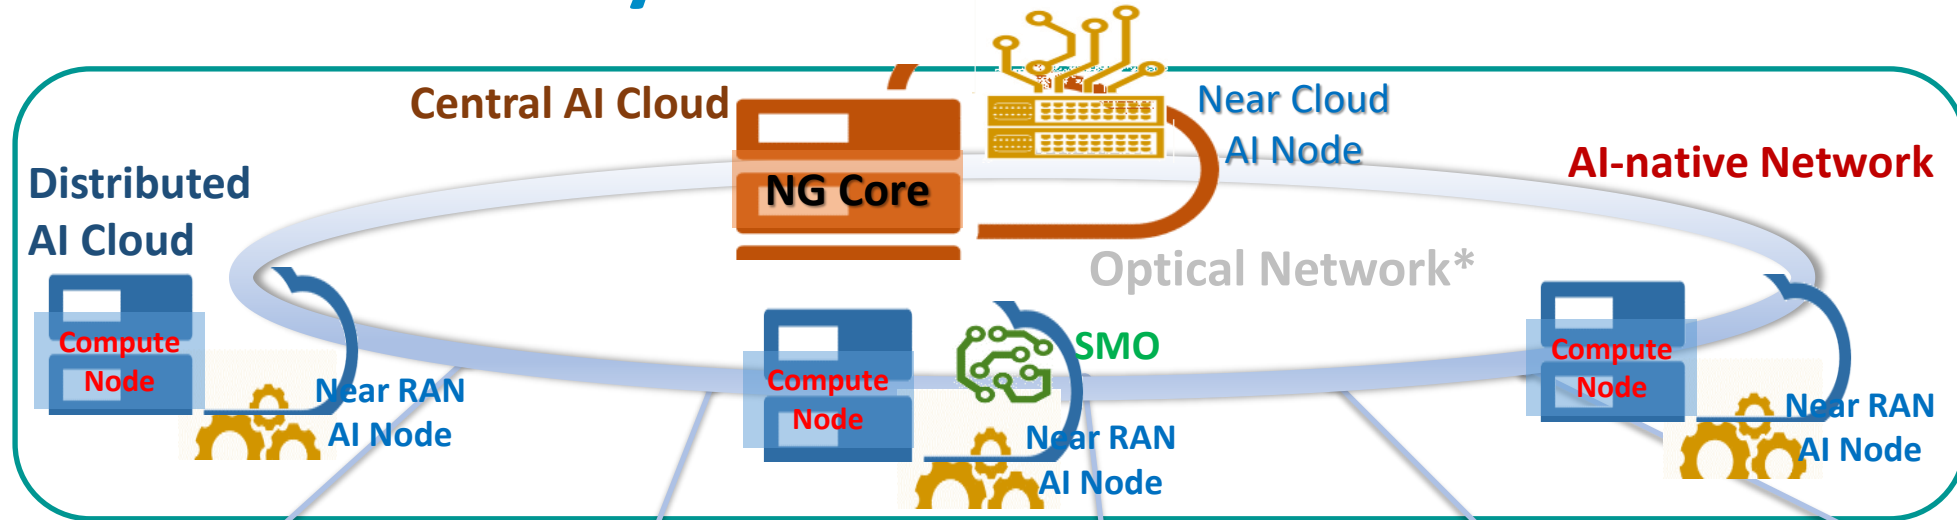 Central AI Cloud
Near Cloud
AI Node
AI-native Network
Distributed
AI Cloud
NG Core
Optical Network*
Compute
Node
Near RAN
AI Node
Compute
Node
SMO
Near RAN
AI Node
Compute
Node
Near RAN
AI Node